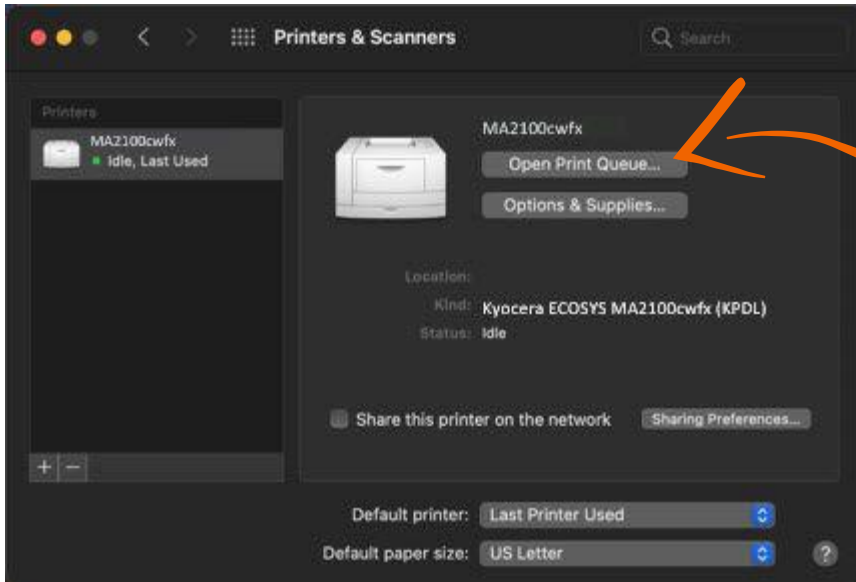 Printers & Scanners
Search
Printers
MA2100cwfx
Idle, Last Used
MA2100cwfx
Open Print Queue...
Options & Supplies...
Location:
Kind: Kyocera ECOSYS MA2100cwfx (KPDL)
Status: Idle
Share this printer on the network Sharing Preferences...
+ −
Default printer: Last Printer Used
Default paper size: US Letter ?